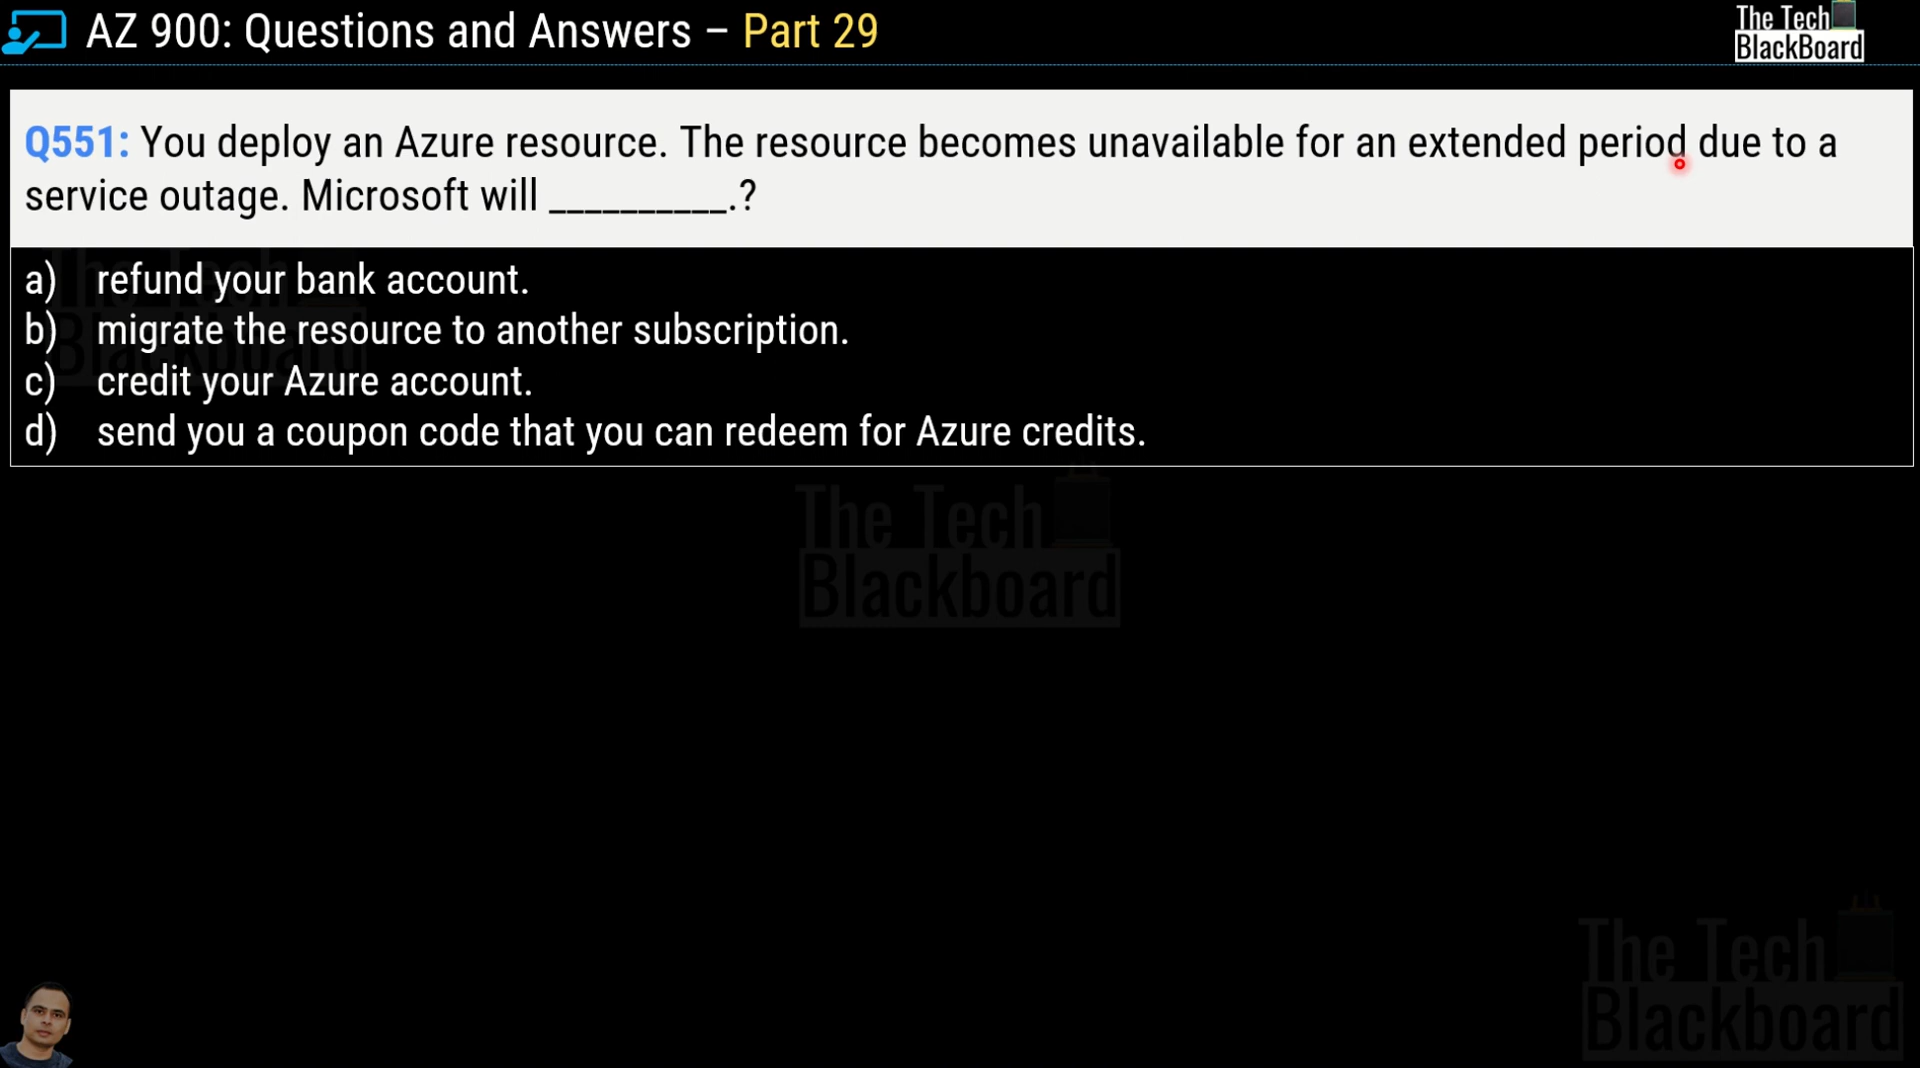 AZ 900: Questions and Answers – Part 29
The Tech
BlackBoard
Q551: You deploy an Azure resource. The resource becomes unavailable for an extended period due to a
service outage. Microsoft will __________.?
a) refund your bank account.
b) migrate the resource to another subscription.
c) credit your Azure account.
d) send you a coupon code that you can redeem for Azure credits.
The Tech
Blackboard
The Tech
Blackboard
The Tech
Blackboard